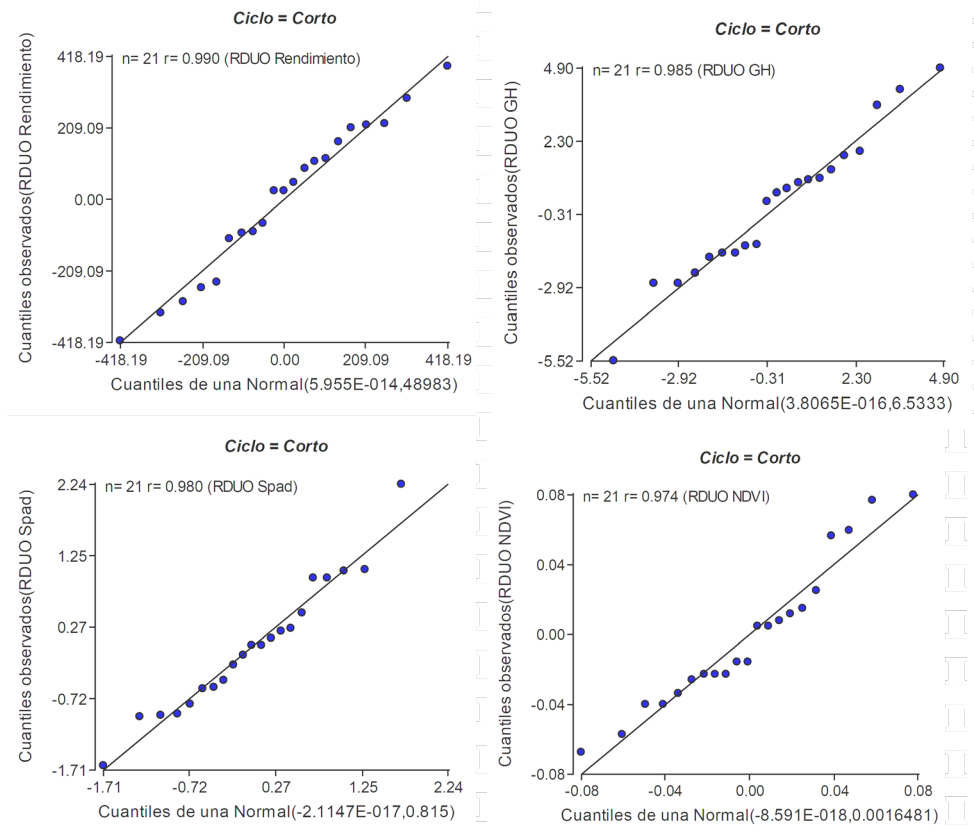 Ciclo = Corto
n= 21 r= 0.990 (RDUO Rendimiento)
Cuantiles observados(RDUO Rendimiento)
418.19
209.09
0.00
-209.09
-418.19
-418.19 -209.09 0.00 209.09 418.19
Cuantiles de una Normal(5.955E-014,48983)
Ciclo = Corto
n= 21 r= 0.985 (RDUO GH)
Cuantiles observados(RDUO GH)
4.90
2.30
-0.31
-2.92
-5.52
-5.52 -2.92 -0.31 2.30 4.90
Cuantiles de una Normal(3.8065E-016,6.5333)
Ciclo = Corto
n= 21 r= 0.980 (RDUO Spad)
Cuantiles observados(RDUO Spad)
2.24
1.25
0.27
-0.72
-1.71
-1.71 -0.72 0.27 1.25 2.24
Cuantiles de una Normal(-2.1147E-017,0.815)
Ciclo = Corto
n= 21 r= 0.974 (RDUO NDVI)
Cuantiles observados(RDUO NDVI)
0.08
0.04
0.00
-0.04
-0.08
-0.08 -0.04 0.00 0.04 0.08
Cuantiles de una Normal(-8.591E-018,0.0016481)